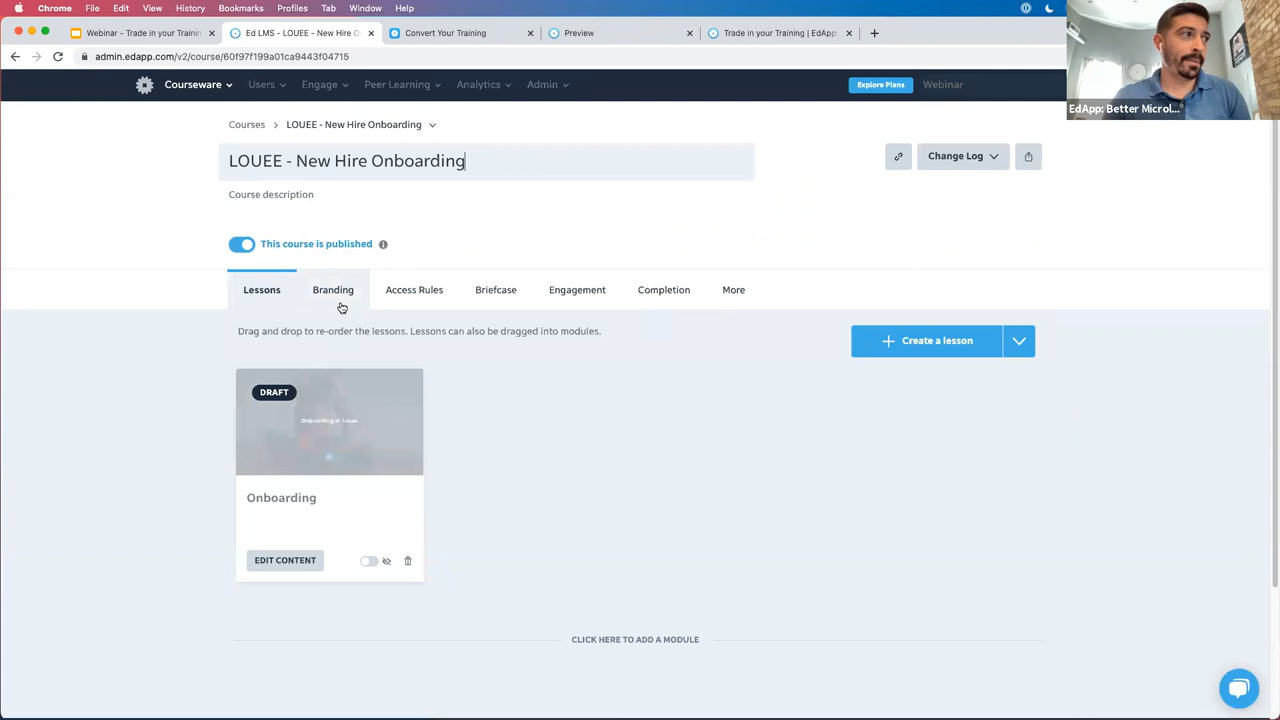 Chrome File Edit View History Bookmarks Profiles Tab Window Help
Webinar - Trade in your Trainin
Ed LMS - LOUEE - New Hire O
Convert Your Training
Preview
Trade in your Training | EdApp
admin.edapp.com/v2/course/60f97f199a01ca9443f04715
Courseware Users Engage Peer Learning Analytics Admin Explore Plans Webinar
EdApp: Better Microl...
Courses > LOUEE - New Hire Onboarding
LOUEE - New Hire Onboarding
Change Log
Course description
This course is published
Lessons Branding Access Rules Briefcase Engagement Completion More
Drag and drop to re-order the lessons. Lessons can also be dragged into modules.
+ Create a lesson
DRAFT
Onboarding at Louee
Onboarding
EDIT CONTENT
CLICK HERE TO ADD A MODULE